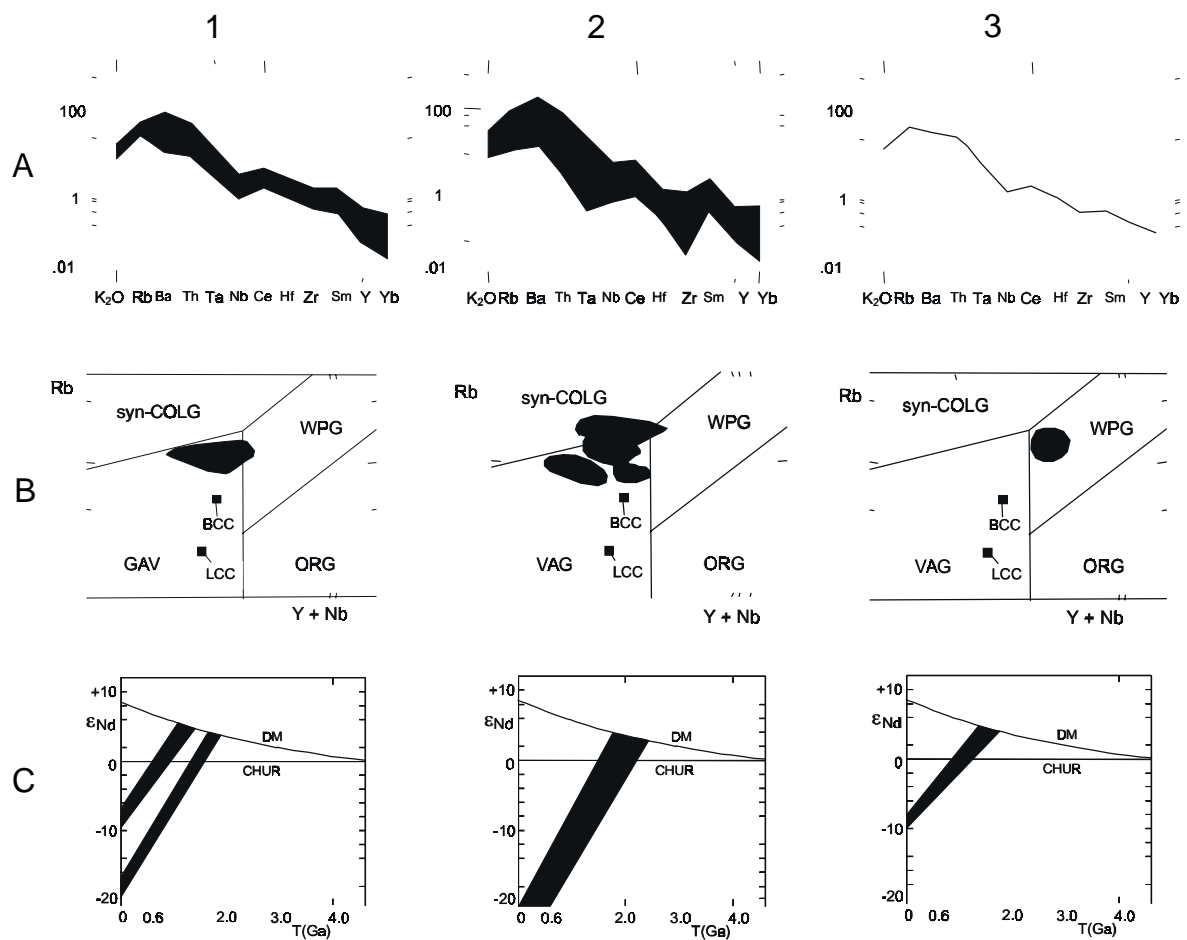 1 2 3
A
100
1
.01
K₂O Rb Ba Th Ta Nb Ce Hf Zr Sm Y Yb
100
1
.01
K₂O Rb Ba Th Ta Nb Ce Hf Zr Sm Y Yb
100
1
.01
K₂O Rb Ba Th Ta Nb Ce Hf Zr Sm Y Yb
B
Rb
syn-COLG
WPG
BCC
GAV
LCC
ORG
Y + Nb
Rb
syn-COLG
WPG
BCC
VAG
LCC
ORG
Y + Nb
Rb
syn-COLG
WPG
BCC
VAG
LCC
ORG
Y + Nb
C
+10
εNd
DM
0
CHUR
-10
-20
0 0.6 2.0 3.0 4.0
T(Ga)
+10
εNd
DM
0
CHUR
-10
-20
0 0.6 2.0 3.0 4.0
T(Ga)
+10
εNd
DM
0
CHUR
-10
-20
0 0.6 2.0 3.0 4.0
T(Ga)